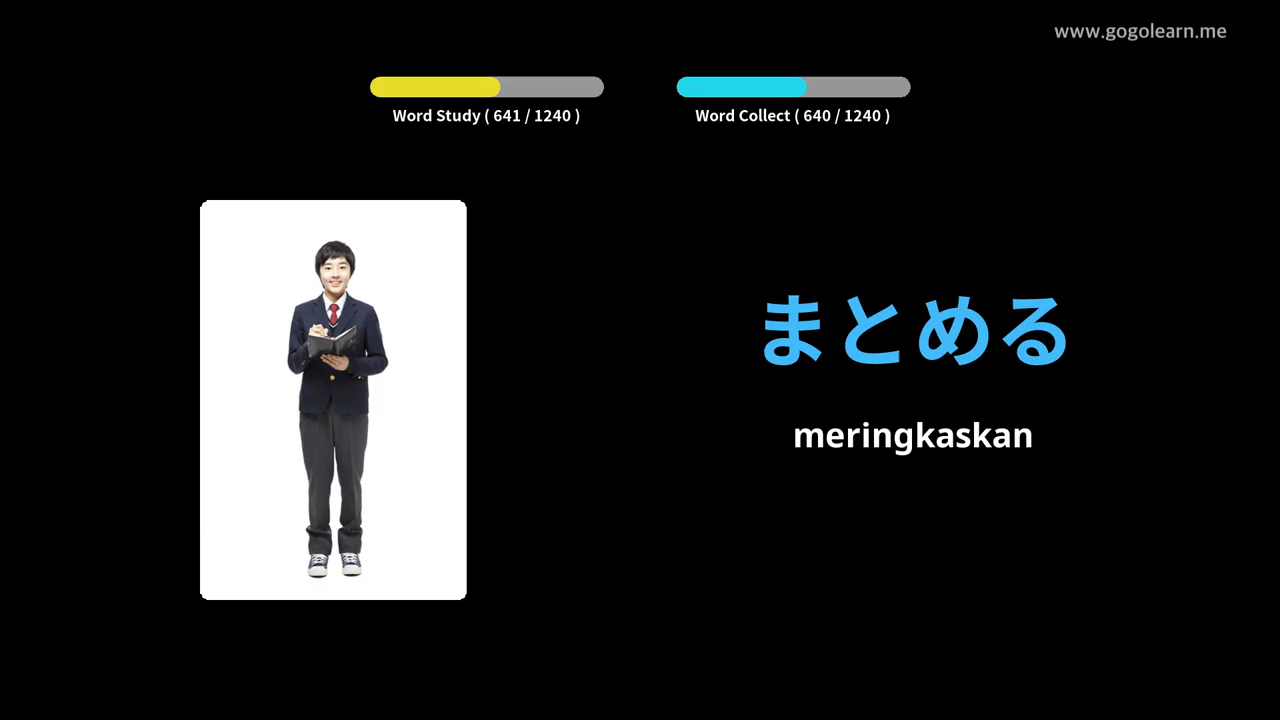 www.gogolearn.me
Word Study ( 641 / 1240 )
Word Collect ( 640 / 1240 )
まとめる
meringkaskan